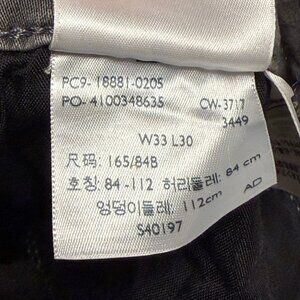 PC9- 18881-0205
PO- 4100348635 CW-3717
3449
W33 L30
尺码: 165/84B
호칭: 84 -112 허리둘레: 84 cm
엉덩이둘레: 112cm AD
S40197